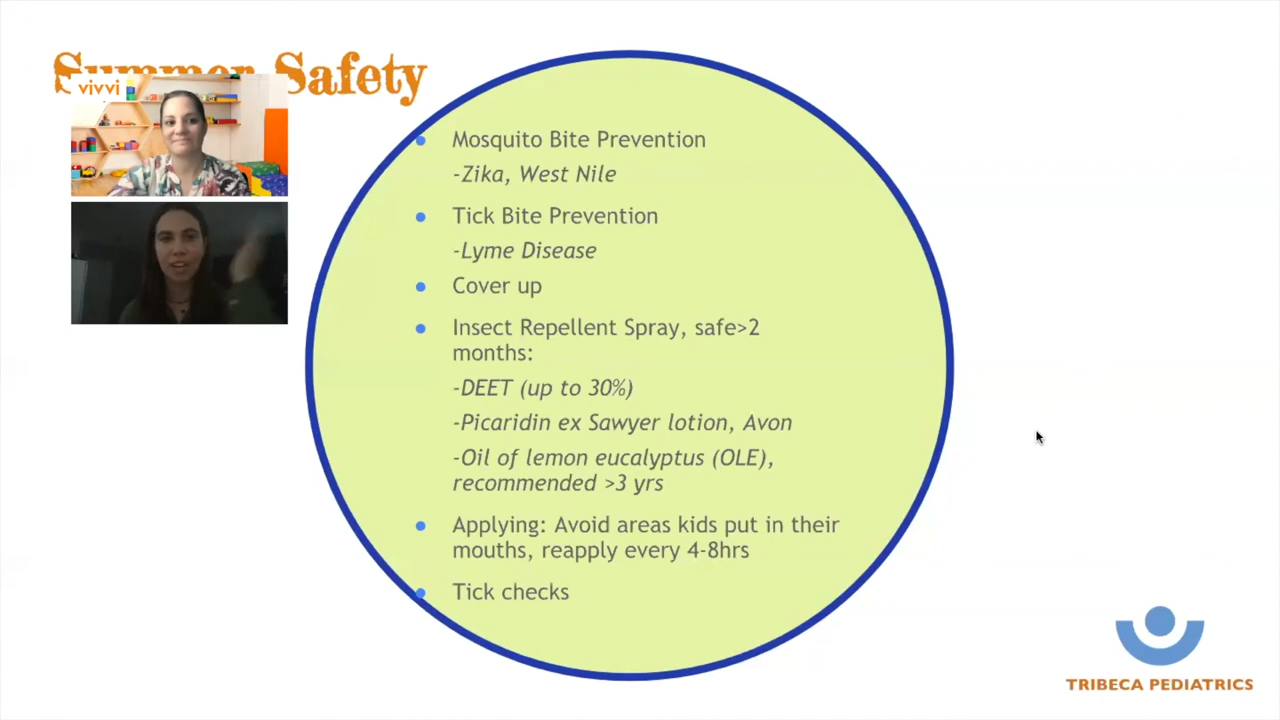 Summer Safety
vivvi
Mosquito Bite Prevention
-Zika, West Nile
Tick Bite Prevention
-Lyme Disease
Cover up
Insect Repellent Spray, safe>2
months:
-DEET (up to 30%)
-Picaridin ex Sawyer lotion, Avon
-Oil of lemon eucalyptus (OLE),
recommended >3 yrs
Applying: Avoid areas kids put in their
mouths, reapply every 4-8hrs
Tick checks
TRIBECA PEDIATRICS